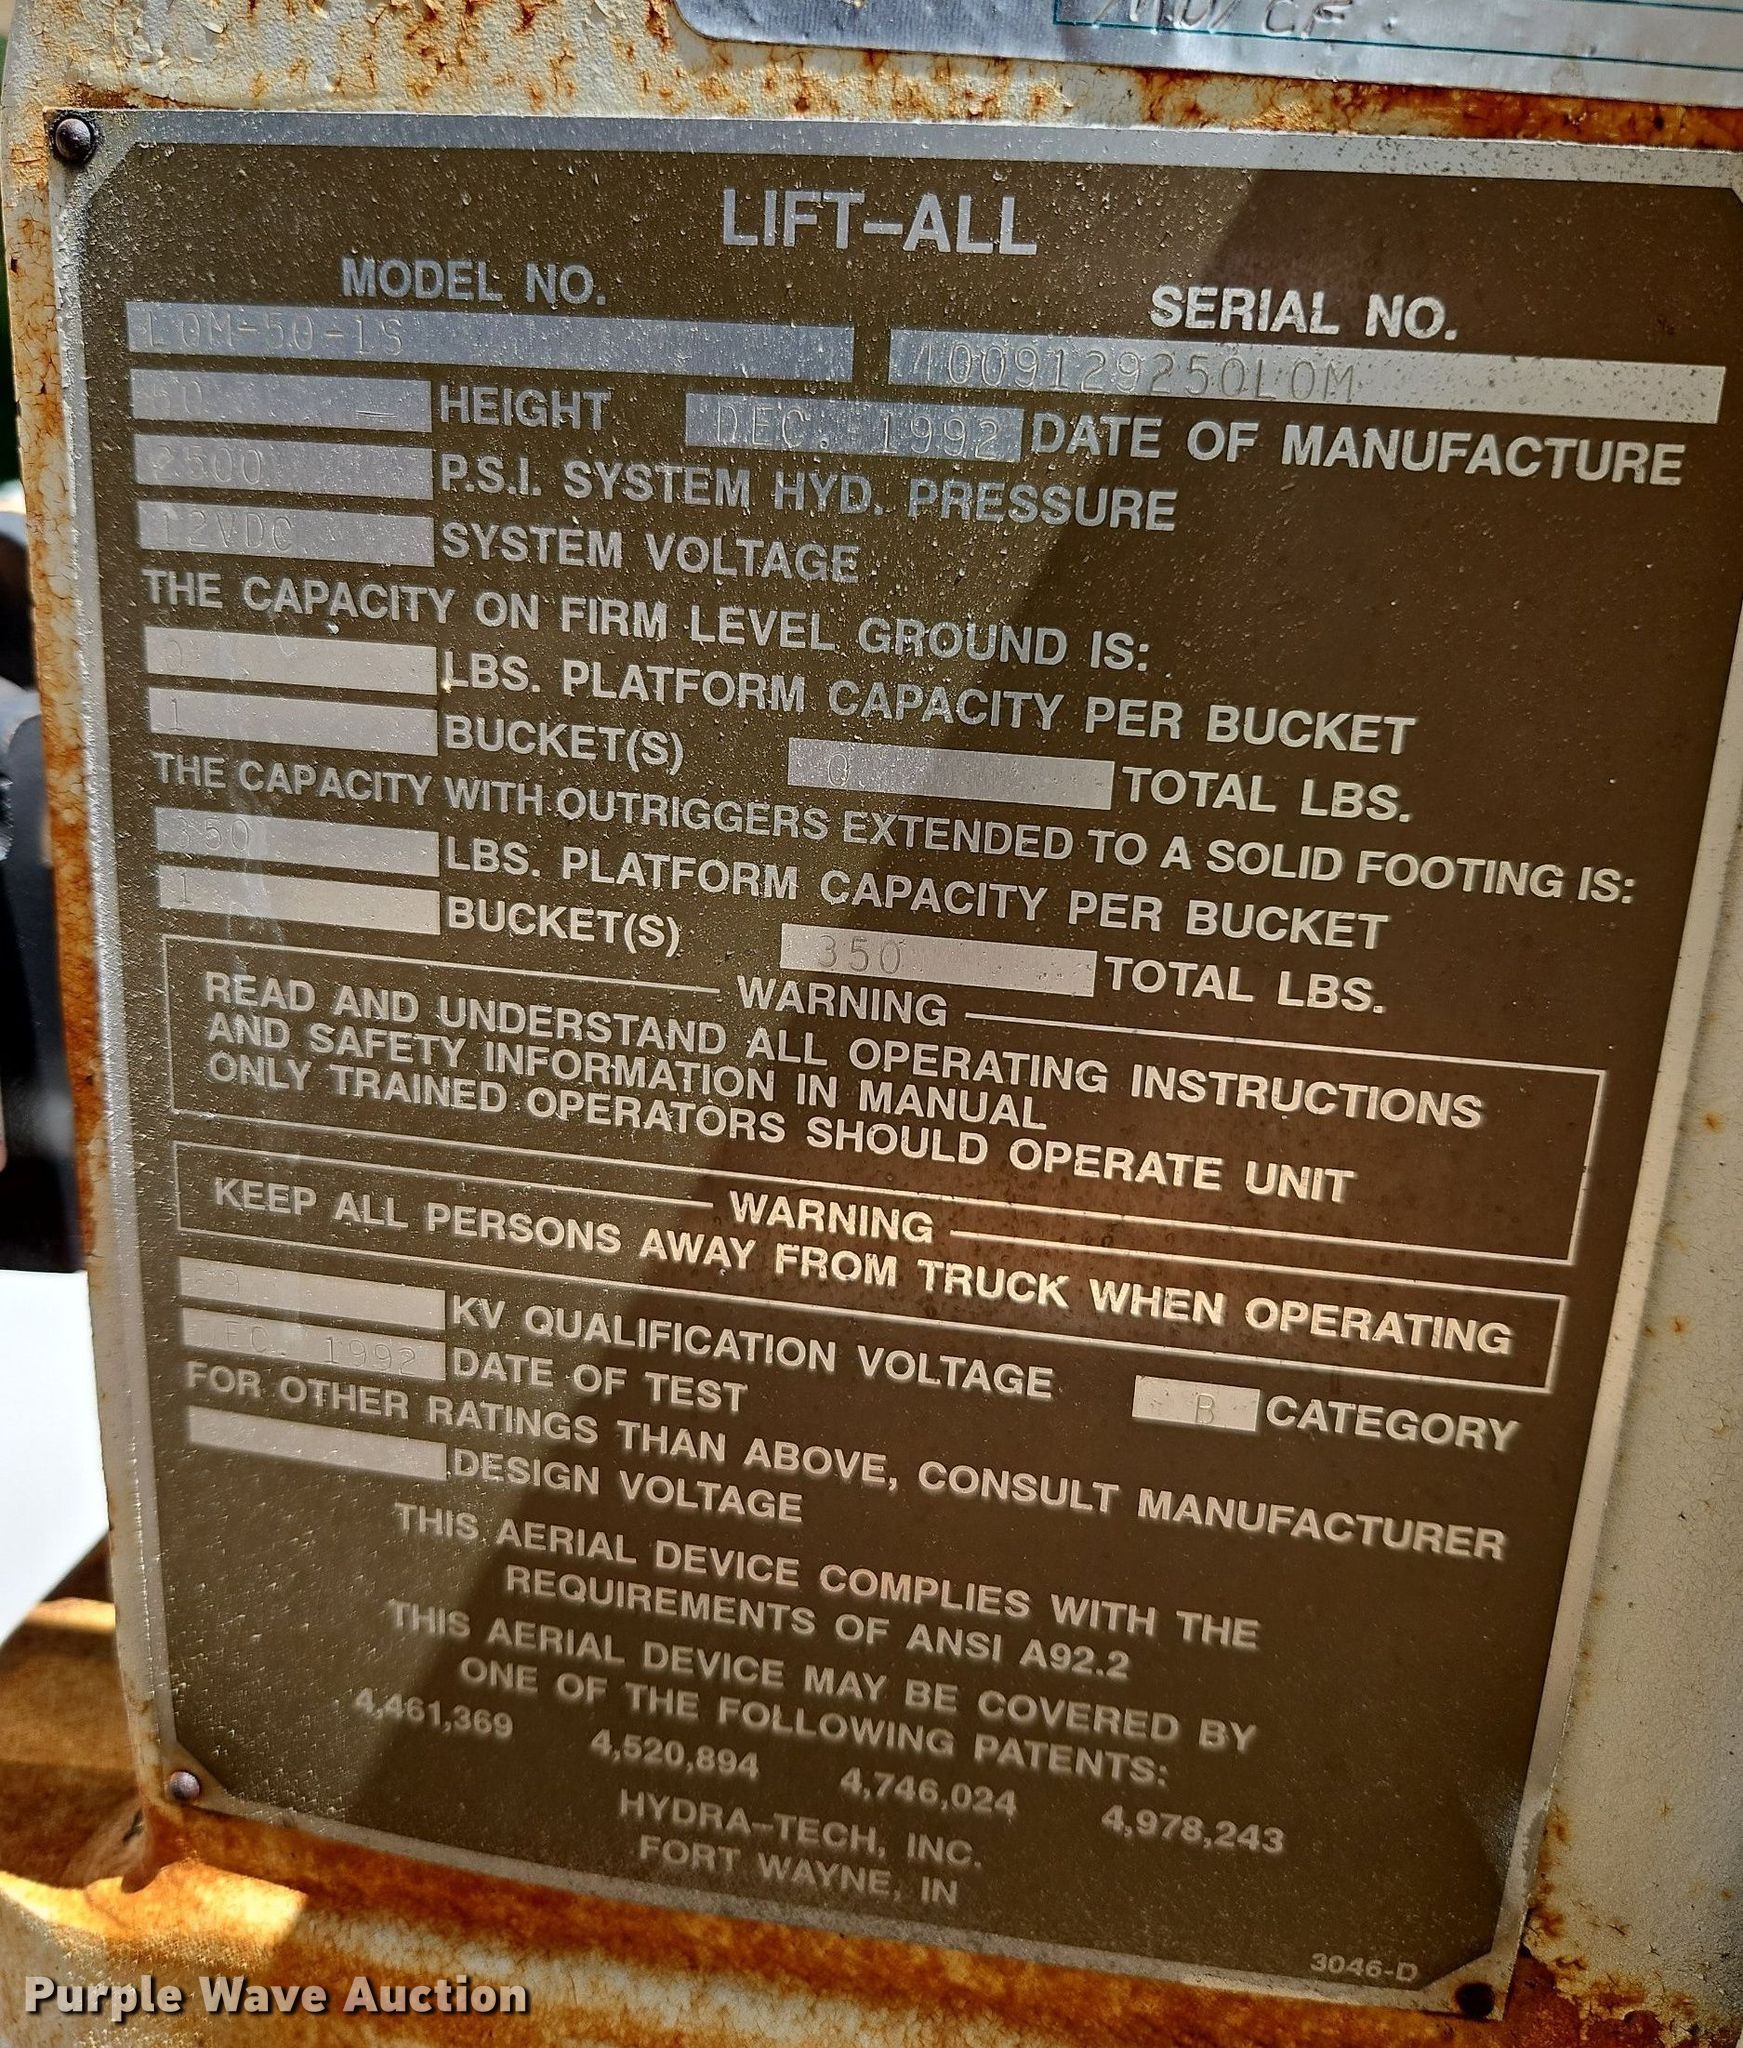 LIFT-ALL
MODEL NO. SERIAL NO.
LOM-50-1S 4009129250LOM
50 HEIGHT DEC. 1992 DATE OF MANUFACTURE
2500 P.S.I. SYSTEM HYD. PRESSURE
12VDC SYSTEM VOLTAGE
THE CAPACITY ON FIRM LEVEL GROUND IS:
0 LBS. PLATFORM CAPACITY PER BUCKET
1 BUCKET(S) 0 TOTAL LBS.
THE CAPACITY WITH OUTRIGGERS EXTENDED TO A SOLID FOOTING IS:
350 LBS. PLATFORM CAPACITY PER BUCKET
1 BUCKET(S) 350 TOTAL LBS.
WARNING
READ AND UNDERSTAND ALL OPERATING INSTRUCTIONS
AND SAFETY INFORMATION IN MANUAL
ONLY TRAINED OPERATORS SHOULD OPERATE UNIT
WARNING
KEEP ALL PERSONS AWAY FROM TRUCK WHEN OPERATING
KV QUALIFICATION VOLTAGE B CATEGORY
DEC. 1992 DATE OF TEST
FOR OTHER RATINGS THAN ABOVE, CONSULT MANUFACTURER
DESIGN VOLTAGE
THIS AERIAL DEVICE COMPLIES WITH THE
REQUIREMENTS OF ANSI A92.2
THIS AERIAL DEVICE MAY BE COVERED BY
ONE OF THE FOLLOWING PATENTS:
4,461,369 4,520,894 4,746,024 4,978,243
HYDRA-TECH, INC.
FORT WAYNE, IN
3046-D
Purple Wave Auction